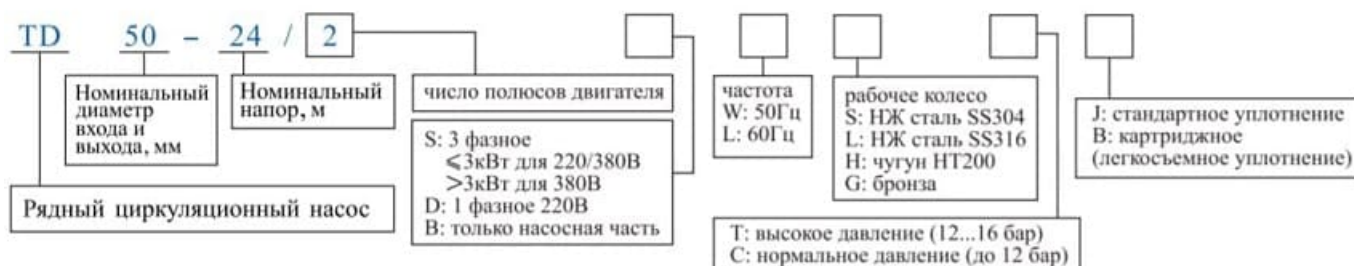 TD 50 – 24 / 2
Номинальный
диаметр
входа и
выхода, мм
Номинальный
напор, м
число полюсов двигателя
S: 3 фазное
⩽3кВт для 220/380В
>3кВт для 380В
D: 1 фазное 220В
B: только насосная часть
частота
W: 50Гц
L: 60Гц
рабочее колесо
S: НЖ сталь SS304
L: НЖ сталь SS316
H: чугун HT200
G: бронза
J: стандартное уплотнение
B: картриджное
(легкосъемное уплотнение)
Рядный циркуляционный насос
T: высокое давление (12...16 бар)
C: нормальное давление (до 12 бар)